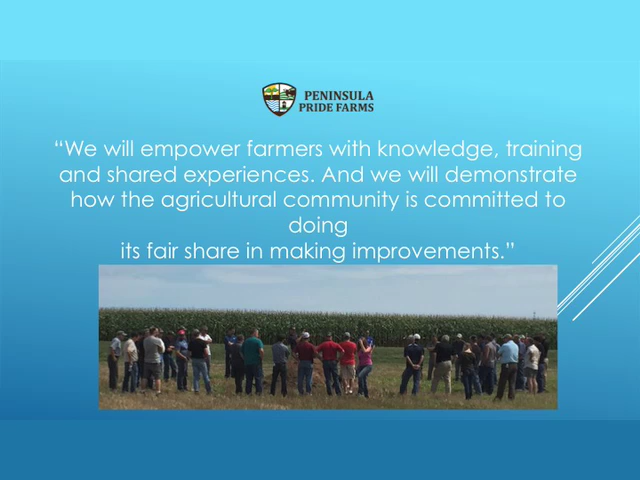 PENINSULA
PRIDE FARMS
“We will empower farmers with knowledge, training
and shared experiences. And we will demonstrate
how the agricultural community is committed to
doing
its fair share in making improvements.”